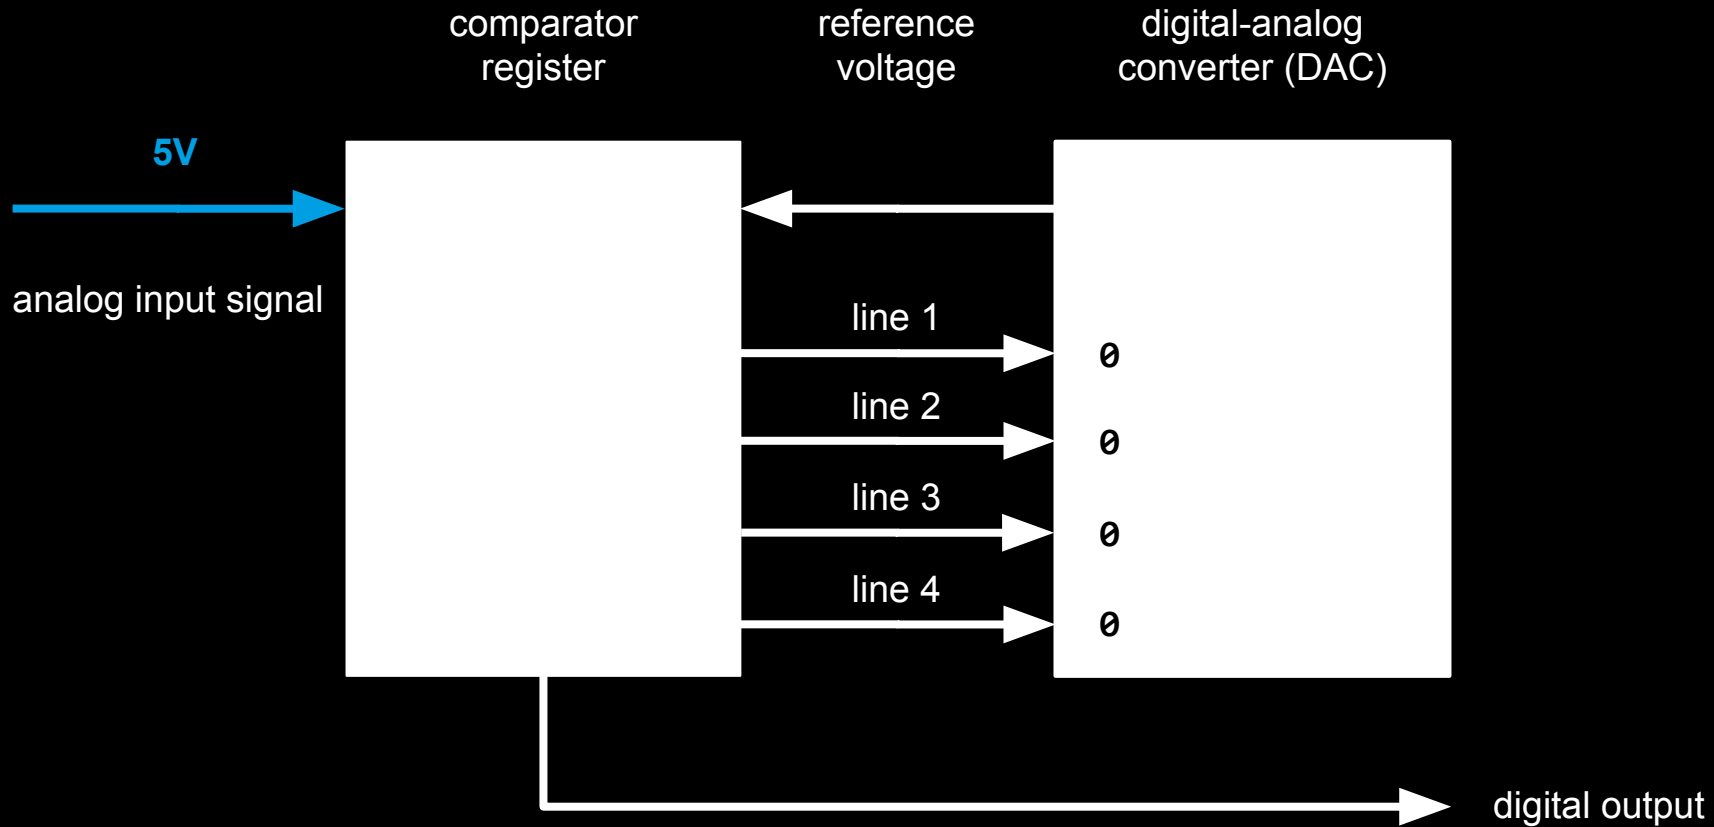 comparator
register
reference
voltage
digital-analog
converter (DAC)
5V
analog input signal
line 1
0
line 2
0
line 3
0
line 4
0
digital output